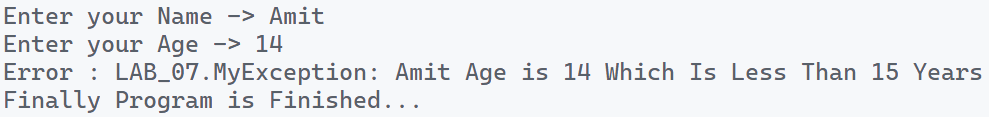 Enter your Name -> Amit
Enter your Age -> 14
Error : LAB_07.MyException: Amit Age is 14 Which Is Less Than 15 Years
Finally Program is Finished...